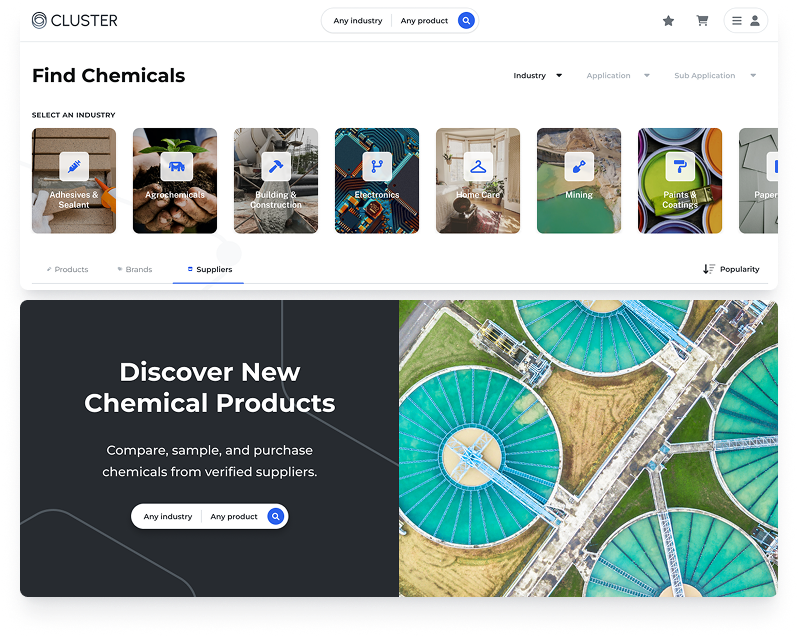 CLUSTER
Any industry
Any product
Find Chemicals
Industry
Application
Sub Application
SELECT AN INDUSTRY
Adhesives &
Sealant
Agrochemicals
Building &
Construction
Electronics
Home Care
Mining
Paints &
Coatings
Paper
Products
Brands
Suppliers
Popularity
Discover New
Chemical Products
Compare, sample, and purchase
chemicals from verified suppliers.
Any industry
Any product